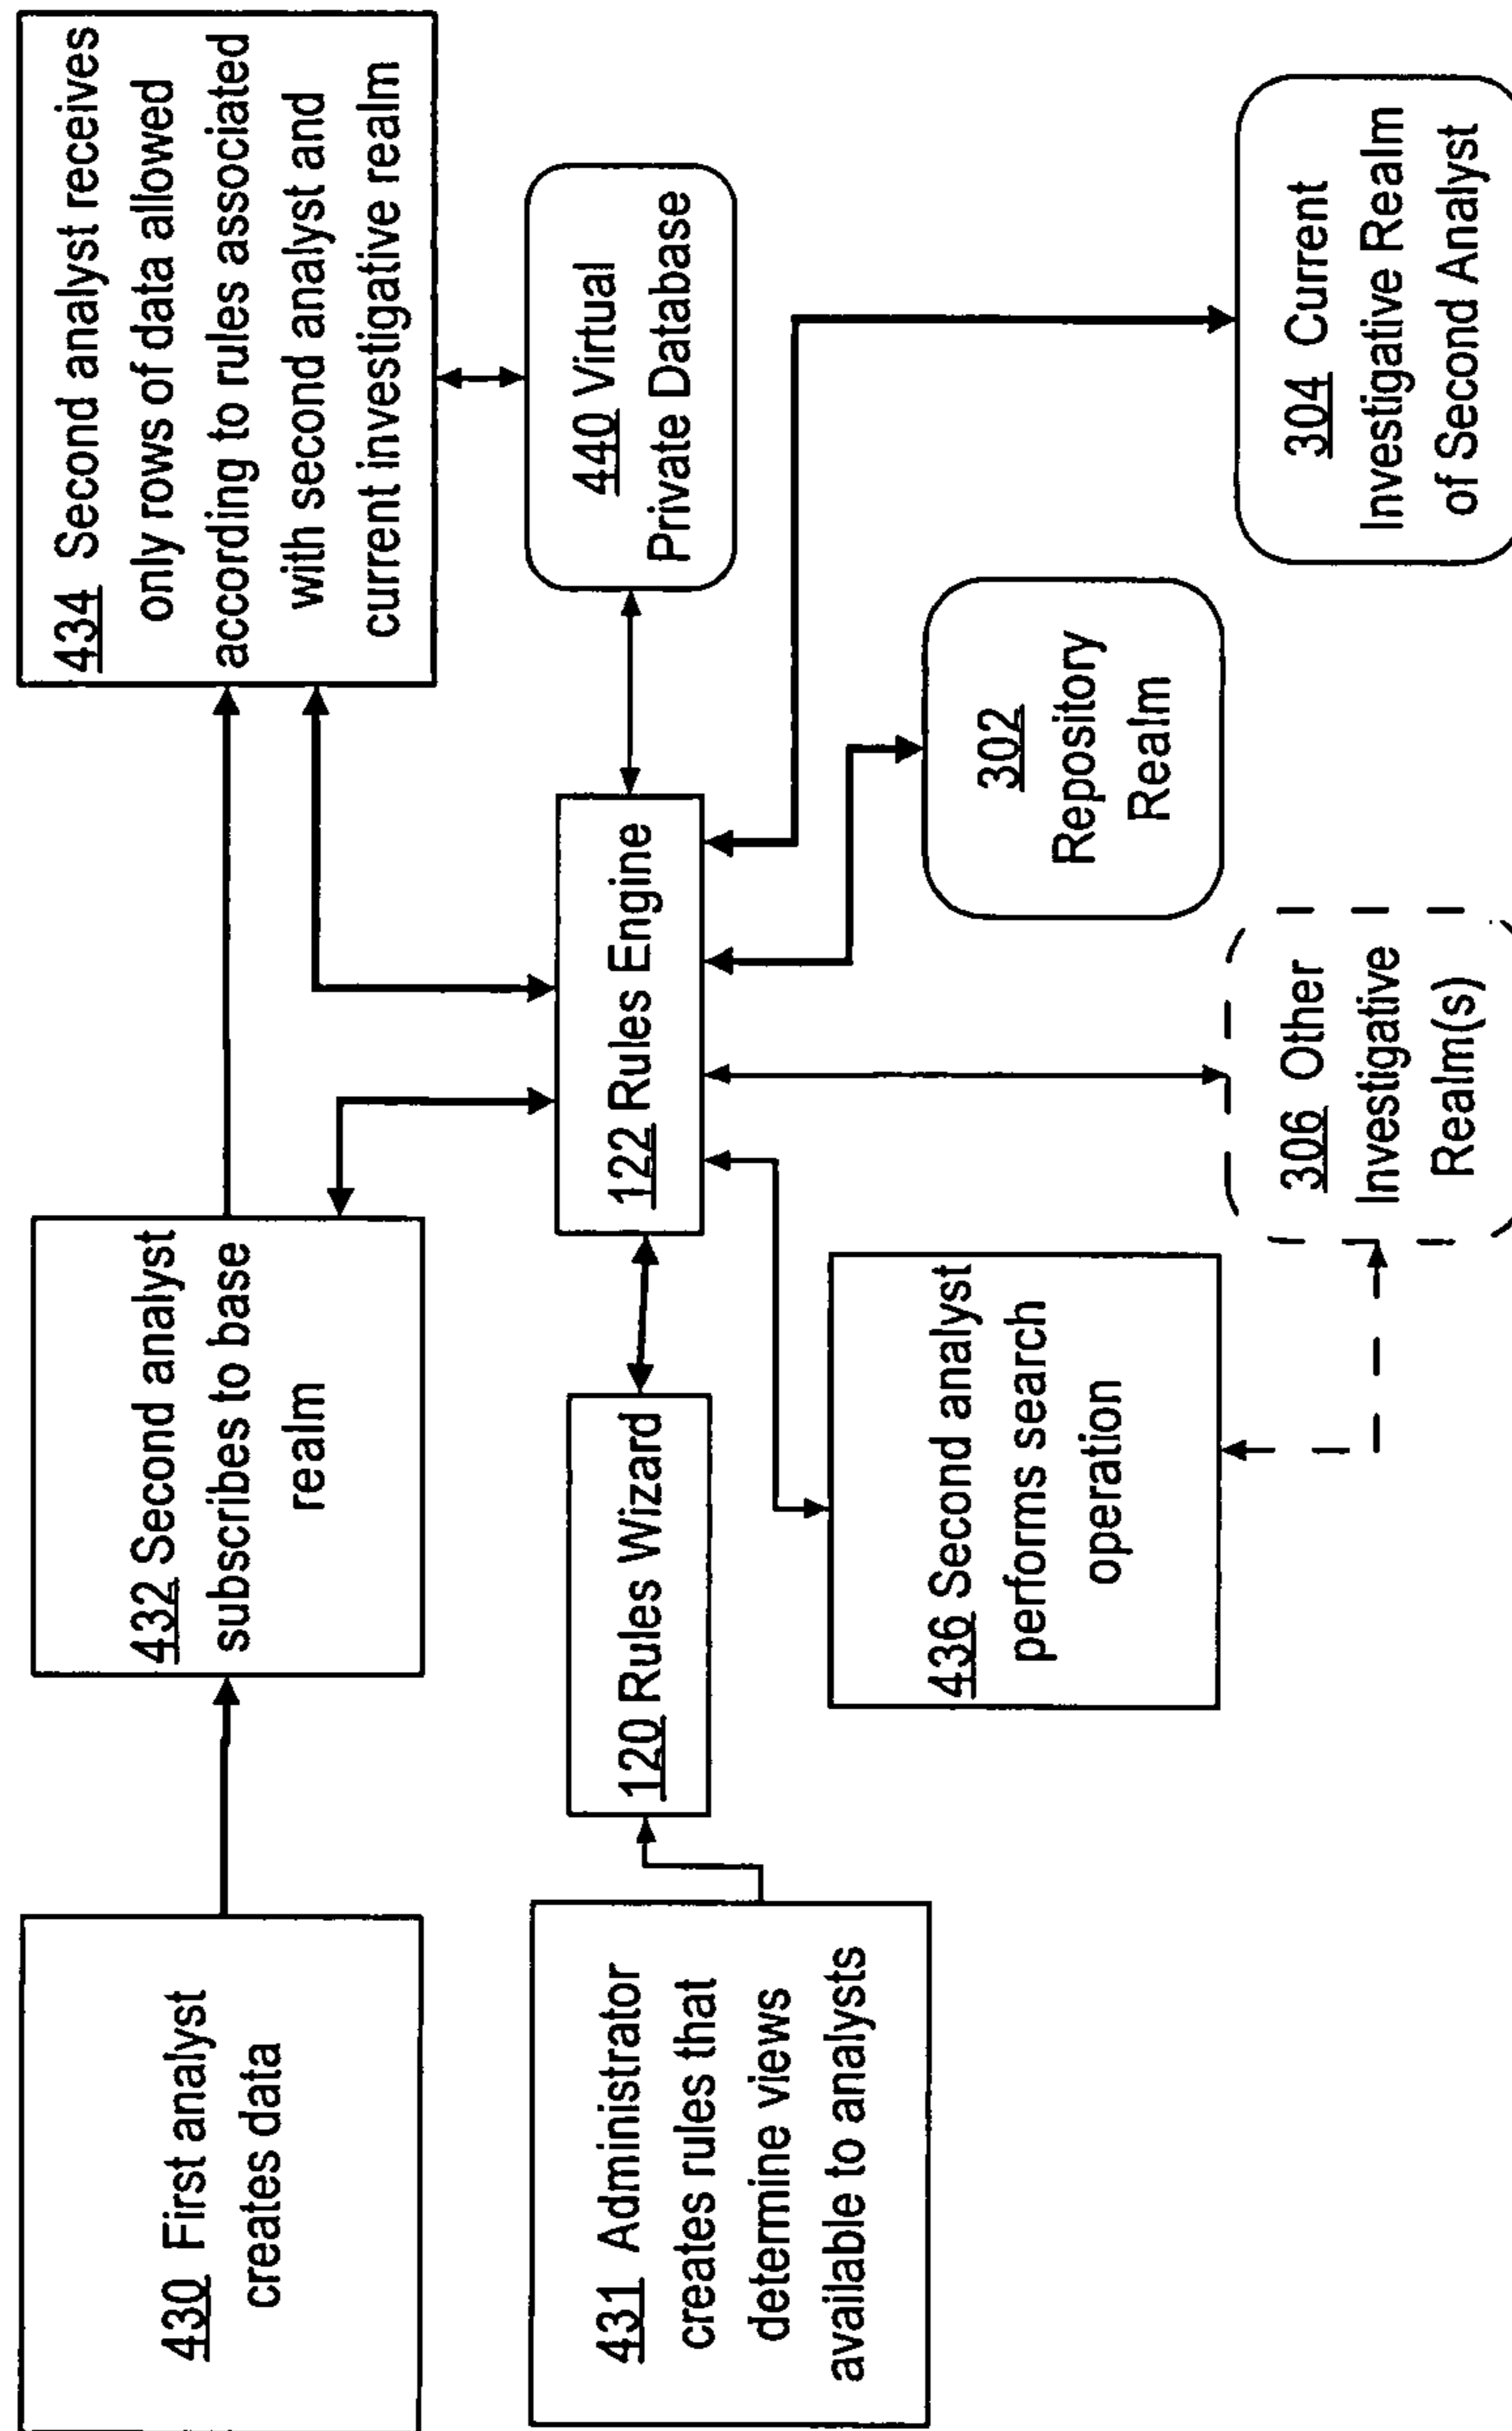 430 First analyst
creates data
432 Second analyst
subscribes to base
realm
434 Second analyst receives
only rows of data allowed
according to rules associated
with second analyst and
current investigative realm
431 Administrator
creates rules that
determine views
available to analysts
120 Rules Wizard
122 Rules Engine
440 Virtual
Private Database
436 Second analyst
performs search
operation
306 Other
Investigative
Realm(s)
302
Repository
Realm
304 Current
Investigative Realm
of Second Analyst